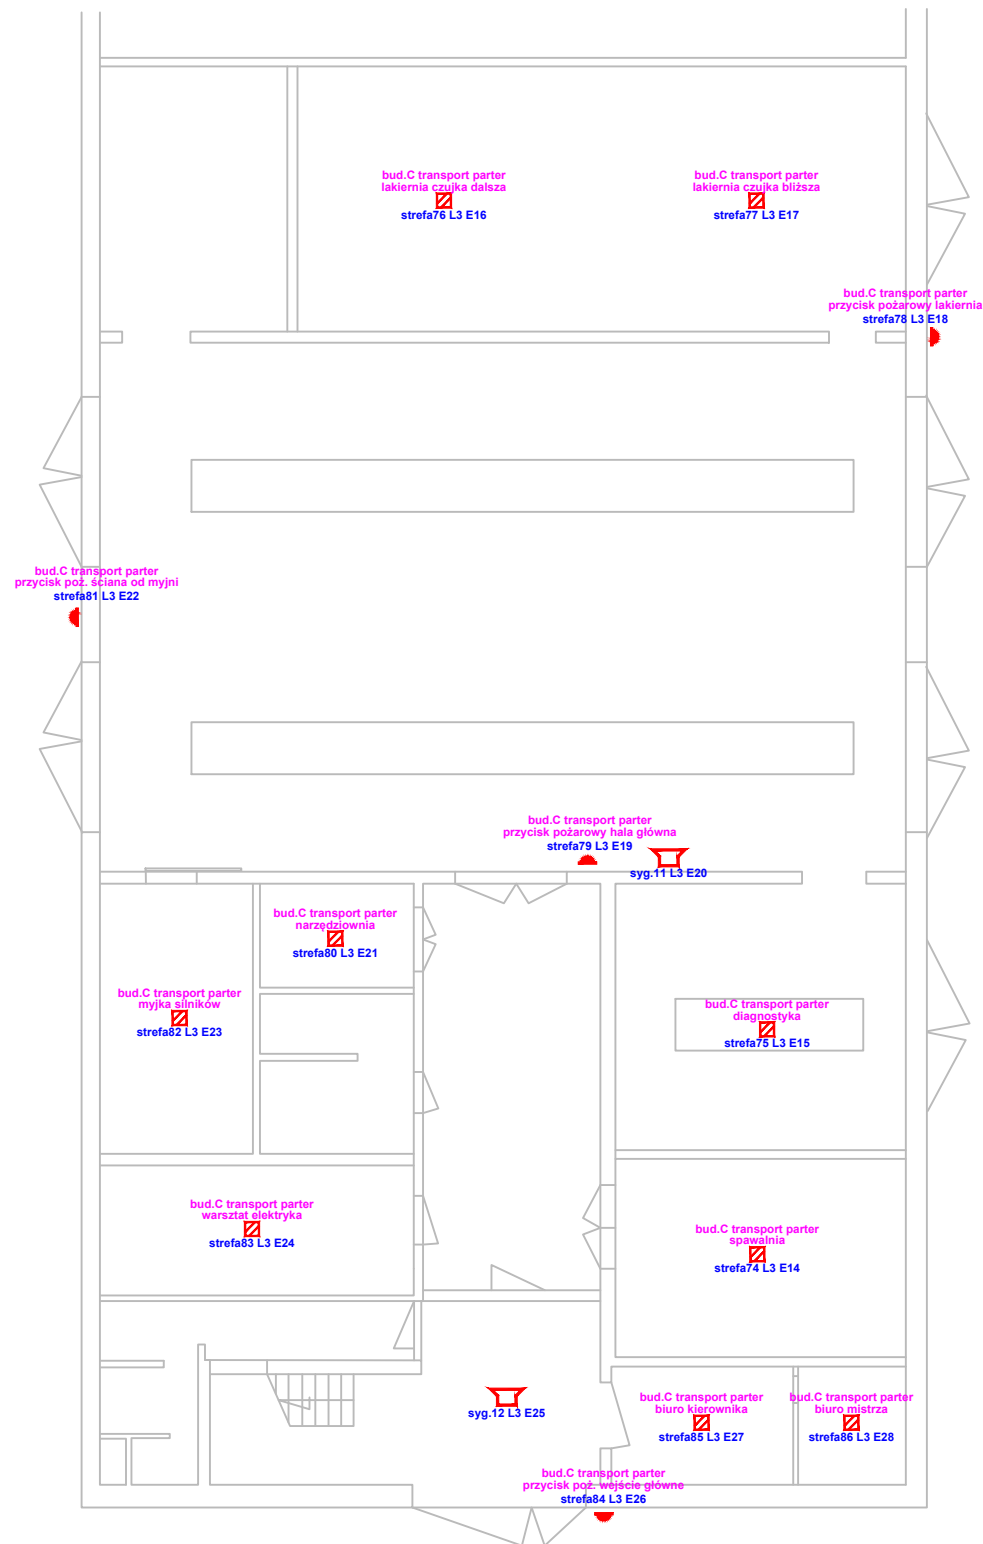 bud.C transport parter
lakiernia czujka dalsza
strefa76 L3 E16
bud.C transport parter
lakiernia czujka bliższa
strefa77 L3 E17
bud.C transport parter
przycisk pożarowy lakiernia
strefa78 L3 E18
bud.C transport parter
przycisk poż. ściana od myjni
strefa81 L3 E22
bud.C transport parter
przycisk pożarowy hala główna
strefa79 L3 E19
syg.11 L3 E20
bud.C transport parter
narzędziownia
strefa80 L3 E21
bud.C transport parter
myjka silników
strefa82 L3 E23
bud.C transport parter
diagnostyka
strefa75 L3 E15
bud.C transport parter
warsztat elektryka
strefa83 L3 E24
bud.C transport parter
spawalnia
strefa74 L3 E14
syg.12 L3 E25
bud.C transport parter
biuro kierownika
strefa85 L3 E27
bud.C transport parter
biuro mistrza
strefa86 L3 E28
bud.C transport parter
przycisk poż. wejście główne
strefa84 L3 E26